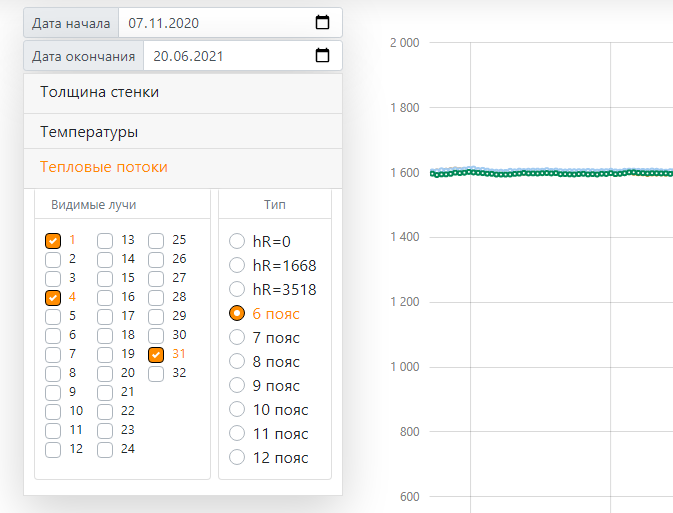 Дата начала 07.11.2020
Дата окончания 20.06.2021
Толщина стенки
Температуры
Тепловые потоки
Видимые лучи
1 13 25
2 14 26
3 15 27
4 16 28
5 17 29
6 18 30
7 19 31
8 20 32
9 21
10 22
11 23
12 24
Тип
hR=0
hR=1668
hR=3518
6 пояс
7 пояс
8 пояс
9 пояс
10 пояс
11 пояс
12 пояс
2 000
1 800
1 600
1 400
1 200
1 000
800
600